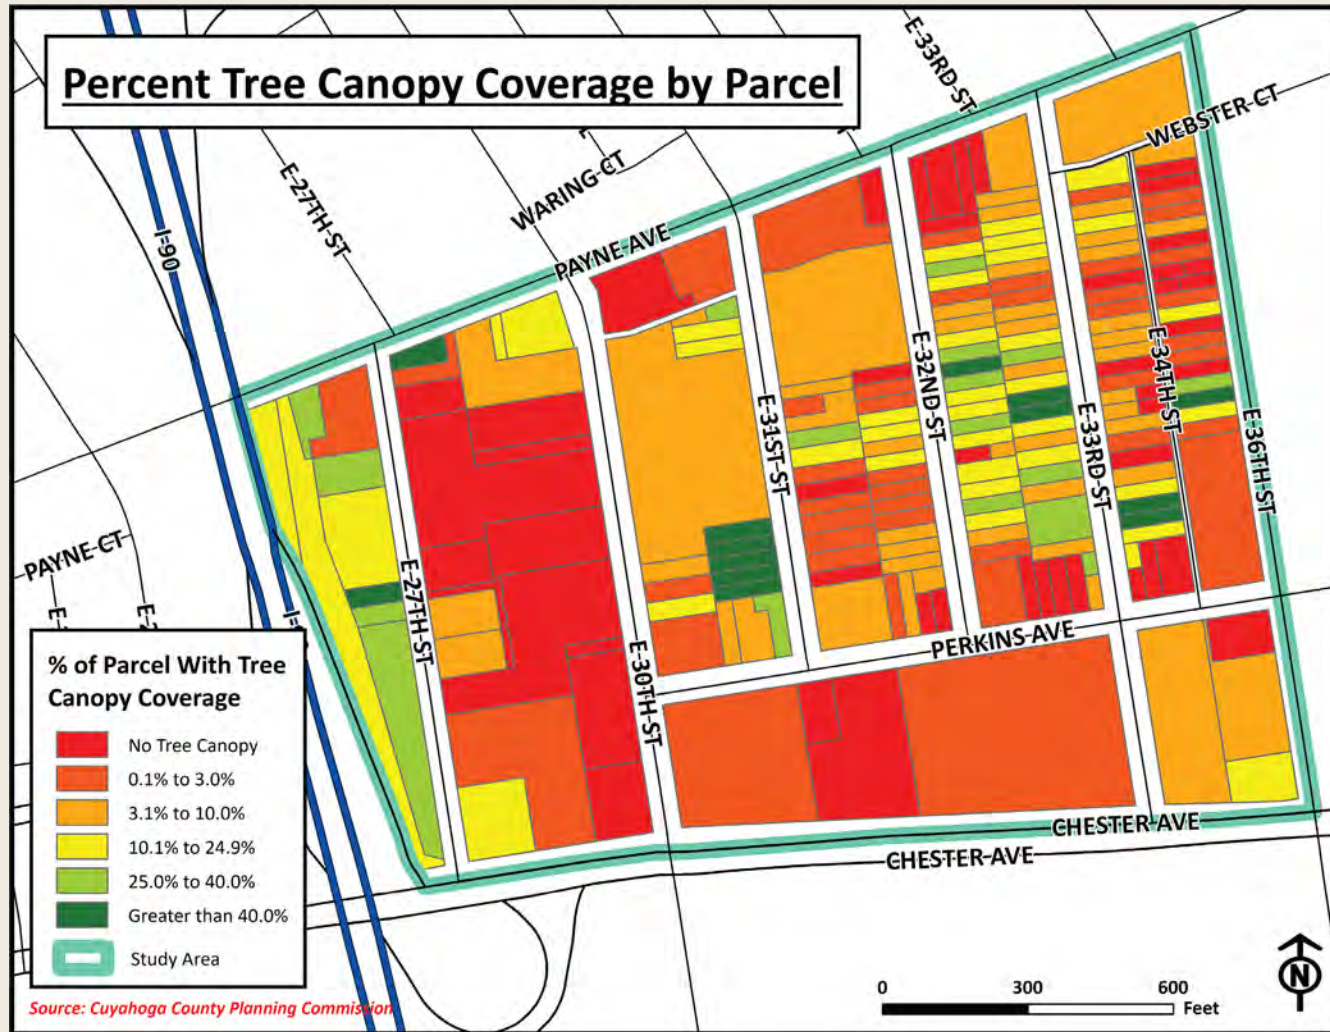 Percent Tree Canopy Coverage by Parcel
E-33RD-ST
WEBSTER CT
E-27TH-ST
WARING-CT
I-90
PAYNE AVE
E-32ND-ST
E-34TH-ST
E-31ST-ST
E-33RD-ST
E-36TH-ST
PAYNE-CT
E-27TH-ST
E-30TH-ST
PERKINS AVE
CHESTER AVE
CHESTER AVE
% of Parcel With Tree
Canopy Coverage
No Tree Canopy
0.1% to 3.0%
3.1% to 10.0%
10.1% to 24.9%
25.0% to 40.0%
Greater than 40.0%
Study Area
Source: Cuyahoga County Planning Commission
0 300 600
Feet
N